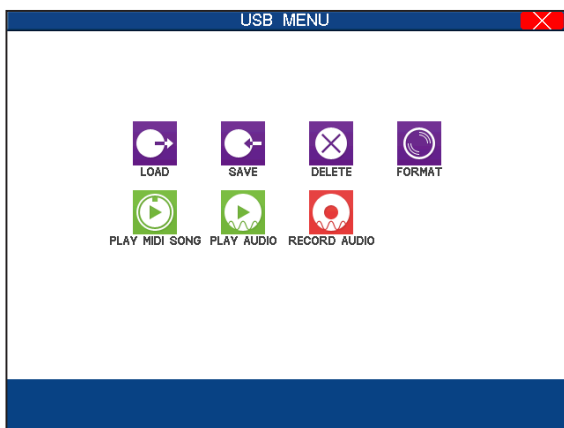 USB MENU
LOAD SAVE DELETE FORMAT
PLAY MIDI SONG PLAY AUDIO RECORD AUDIO